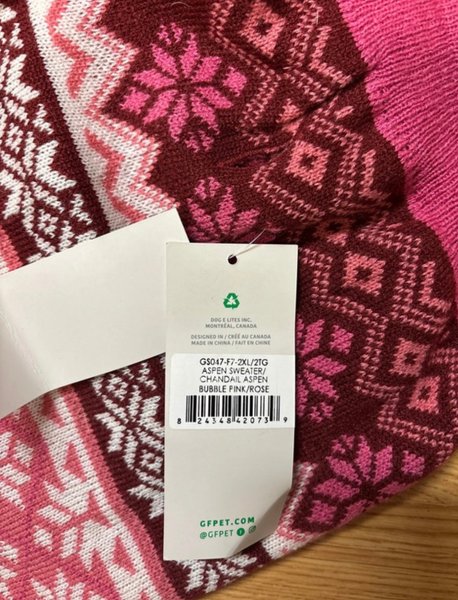 DOG E LITES INC.
MONTRÉAL, CANADA
DESIGNED IN / CRÉÉ AU CANADA
MADE IN CHINA / FAIT EN CHINE
GS047-F7-2XL/2TG
ASPEN SWEATER/
CHANDAIL ASPEN
BUBBLE PINK/ROSE
8 24348 42073 9
GFPET.COM
@GFPET